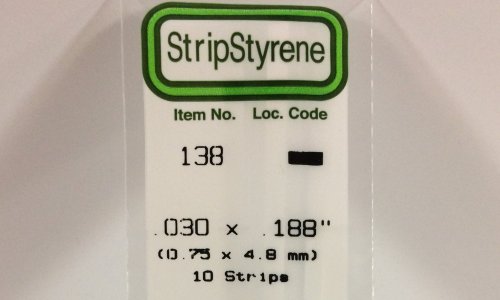 StripStyrene
Item No. Loc. Code
138
.030 x .188"
(0.75 x 4.8 mm)
10 Strips